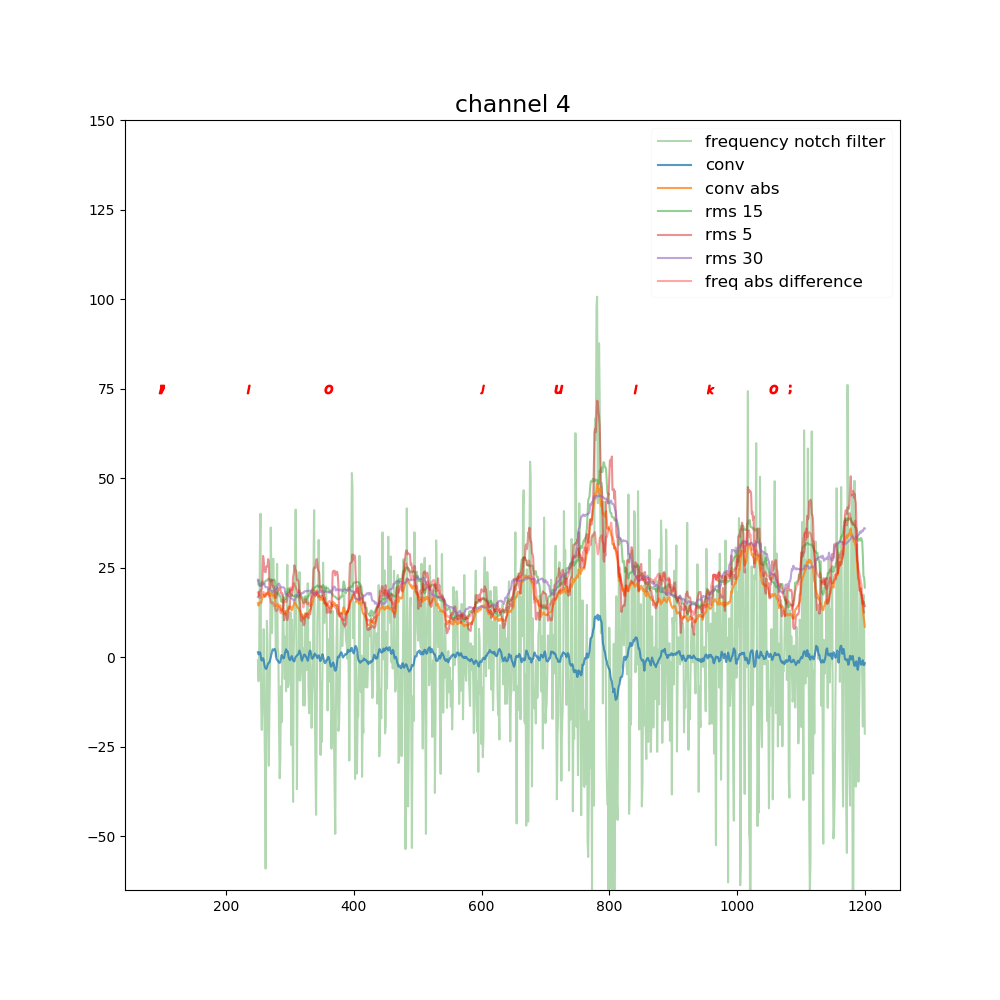 channel 4
150
125
100
75
50
25
0
−25
−50
frequency notch filter
conv
conv abs
rms 15
rms 5
rms 30
freq abs difference
l o j u l k o ;
200 400 600 800 1000 1200